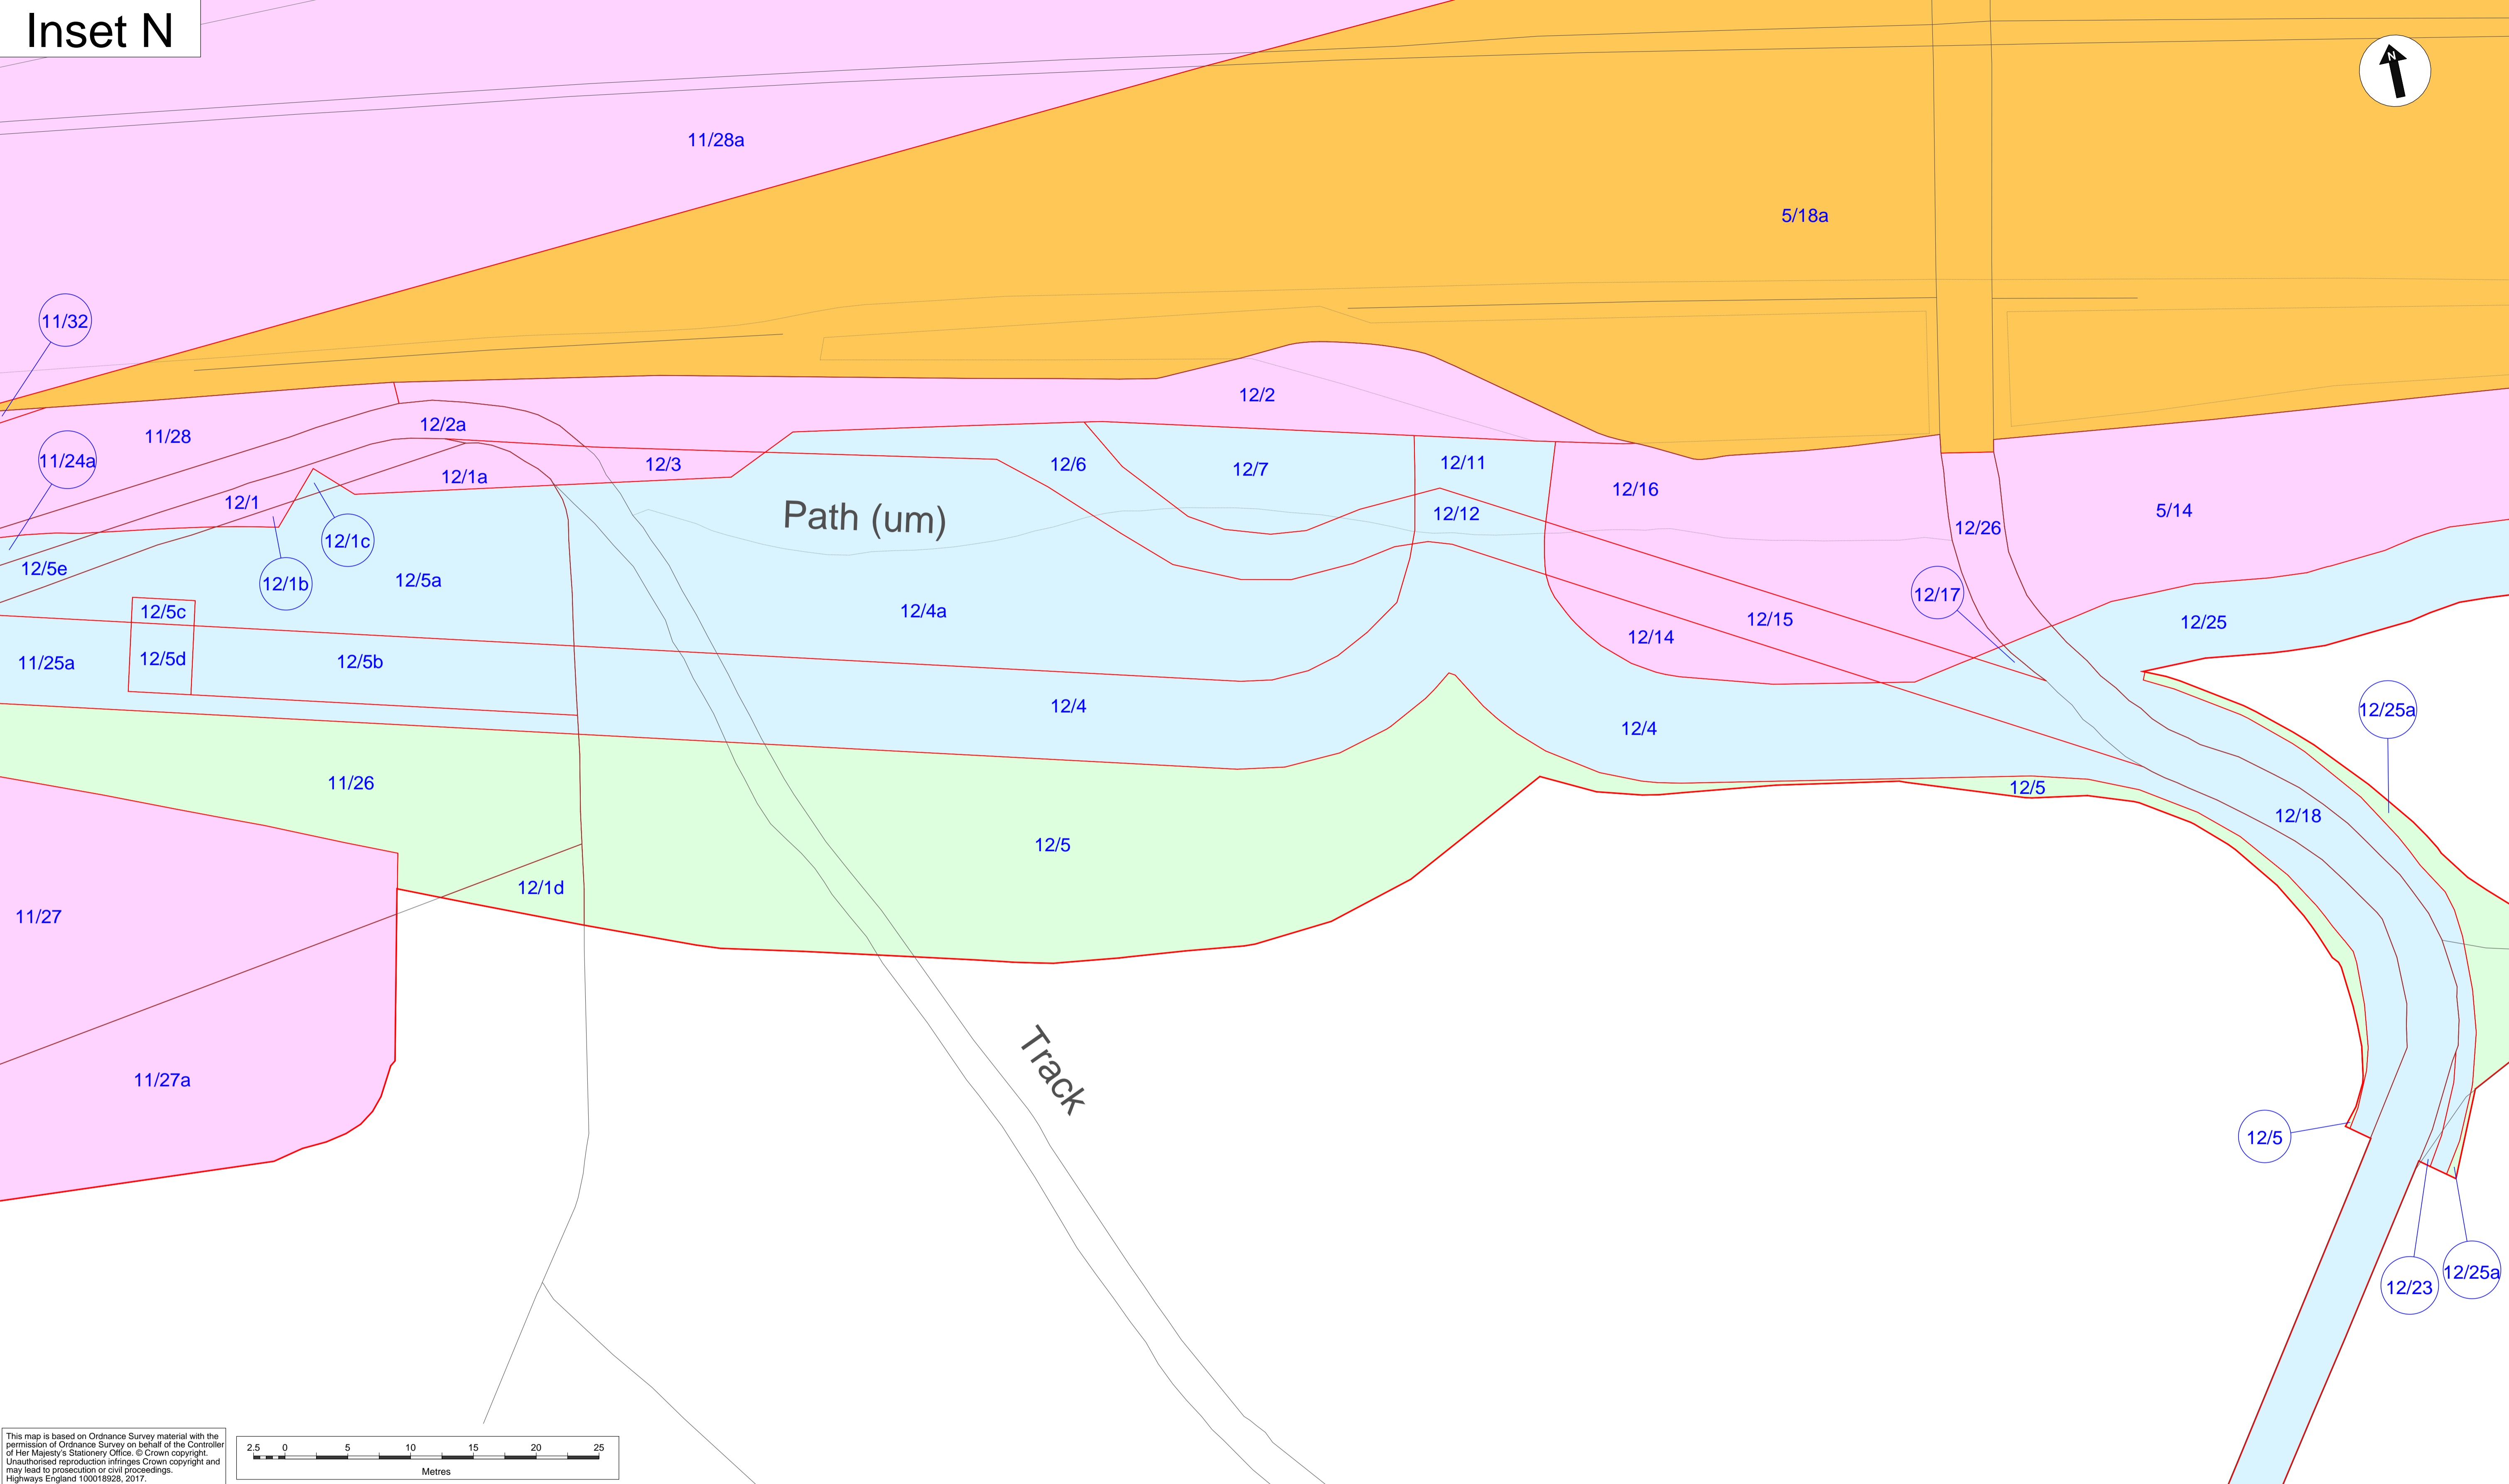 Inset N
N
11/28a
5/18a
11/32
12/2
11/28
12/2a
11/24a
12/3
12/6
12/7
12/11
12/1a
12/16
12/1
5/14
Path (um)
12/12
12/26
12/1c
12/5e
12/1b
12/5a
12/17
12/5c
12/4a
12/15
12/25
12/14
11/25a
12/5d
12/5b
12/4
12/25a
12/4
11/26
12/5
12/18
12/5
12/1d
11/27
Track
11/27a
12/5
12/23
12/25a
This map is based on Ordnance Survey material with the
permission of Ordnance Survey on behalf of the Controller
of Her Majesty's Stationery Office. © Crown copyright.
Unauthorised reproduction infringes Crown copyright and
may lead to prosecution or civil proceedings.
Highways England 100018928, 2017.
2.5 0 5 10 15 20 25
Metres